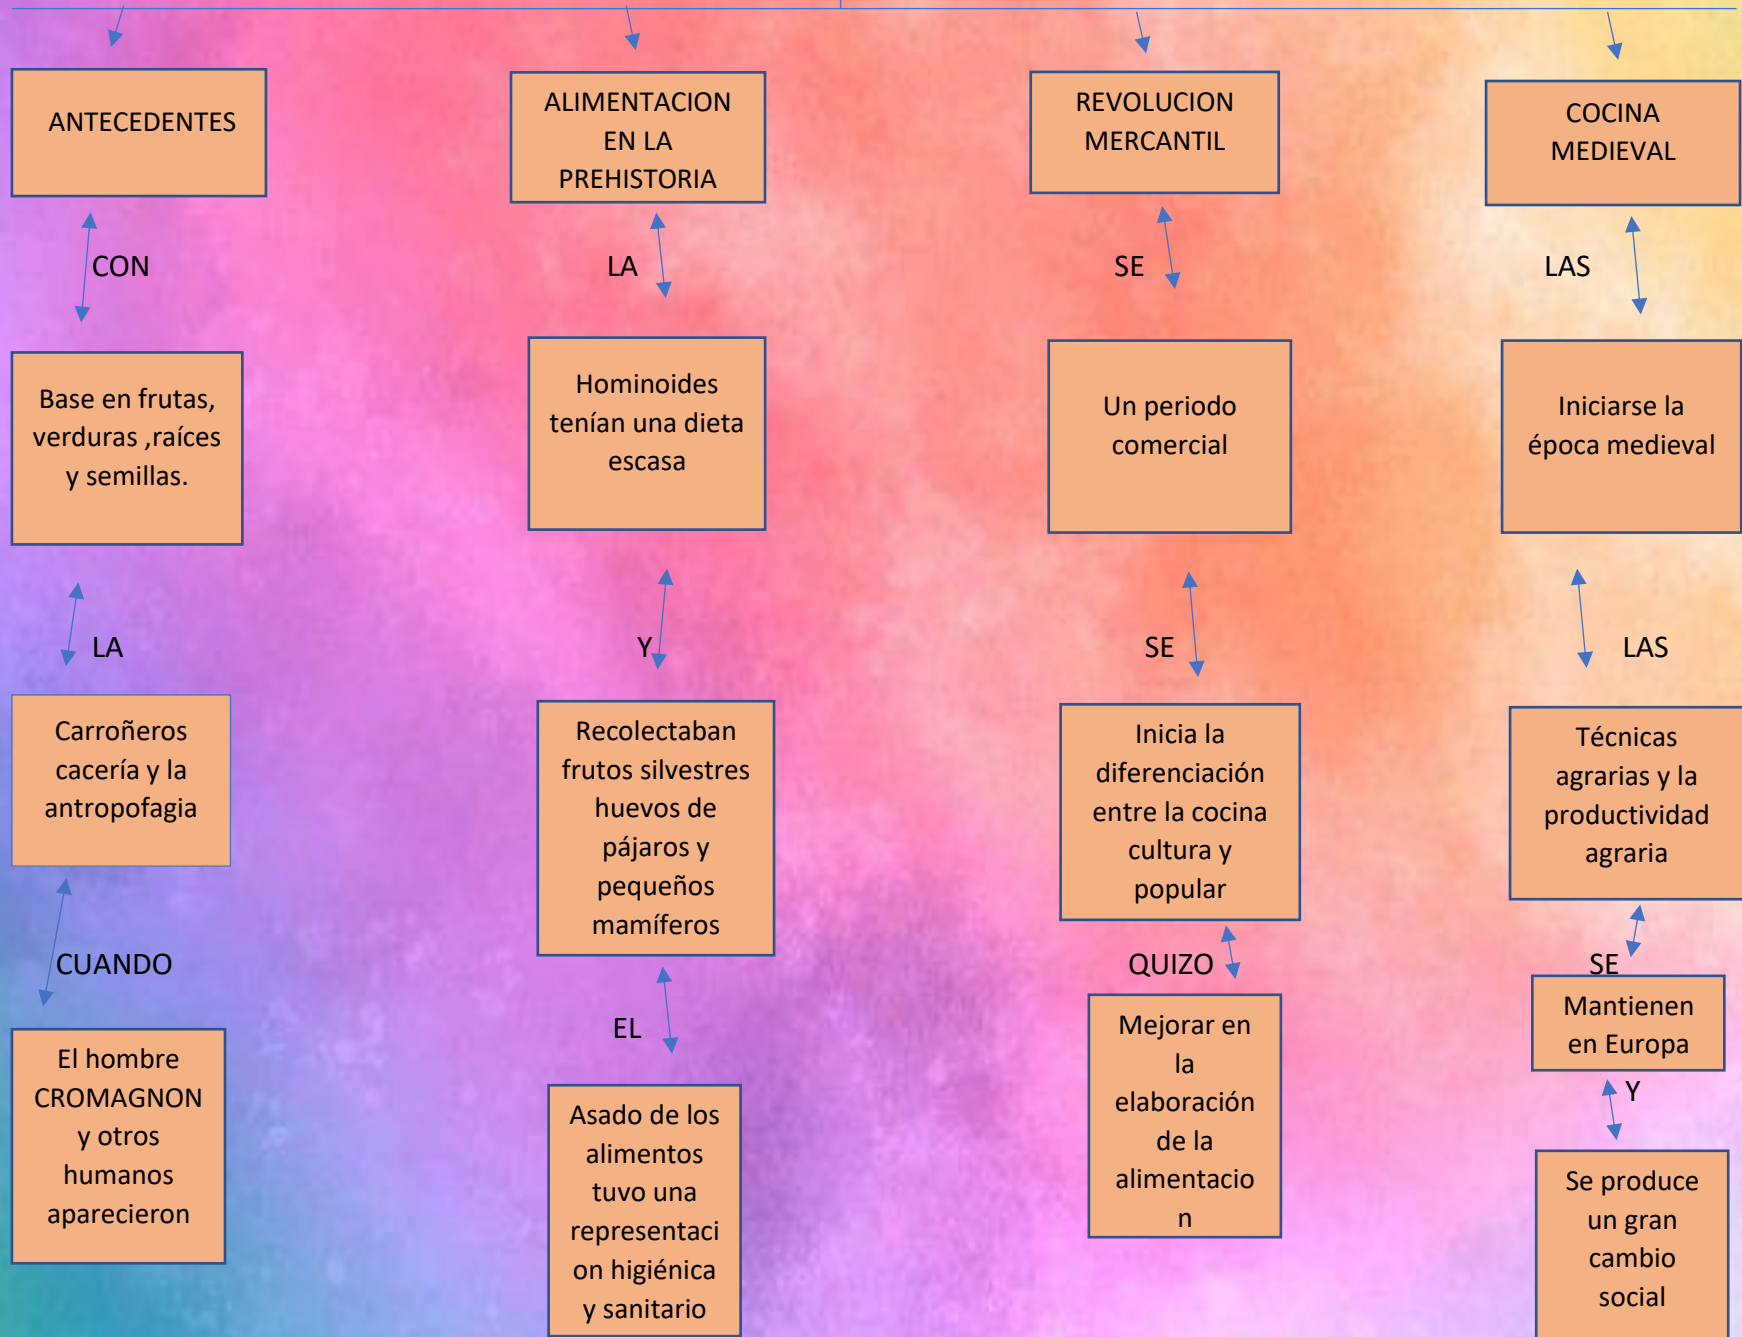 ANTECEDENTES
CON
Base en frutas,
verduras ,raíces
y semillas.
LA
Carroñeros
cacería y la
antropofagia
CUANDO
El hombre
CROMAGNON
y otros
humanos
aparecieron
ALIMENTACION
EN LA
PREHISTORIA
LA
Hominoides
tenían una dieta
escasa
Y
Recolectaban
frutos silvestres
huevos de
pájaros y
pequeños
mamíferos
EL
Asado de los
alimentos
tuvo una
representaci
on higiénica
y sanitario
REVOLUCION
MERCANTIL
SE
Un periodo
comercial
SE
Inicia la
diferenciación
entre la cocina
cultura y
popular
QUIZO
Mejorar en
la
elaboración
de la
alimentacio
n
COCINA
MEDIEVAL
LAS
Iniciarse la
época medieval
LAS
Técnicas
agrarias y la
productividad
agraria
SE
Mantienen
en Europa
Y
Se produce
un gran
cambio
social